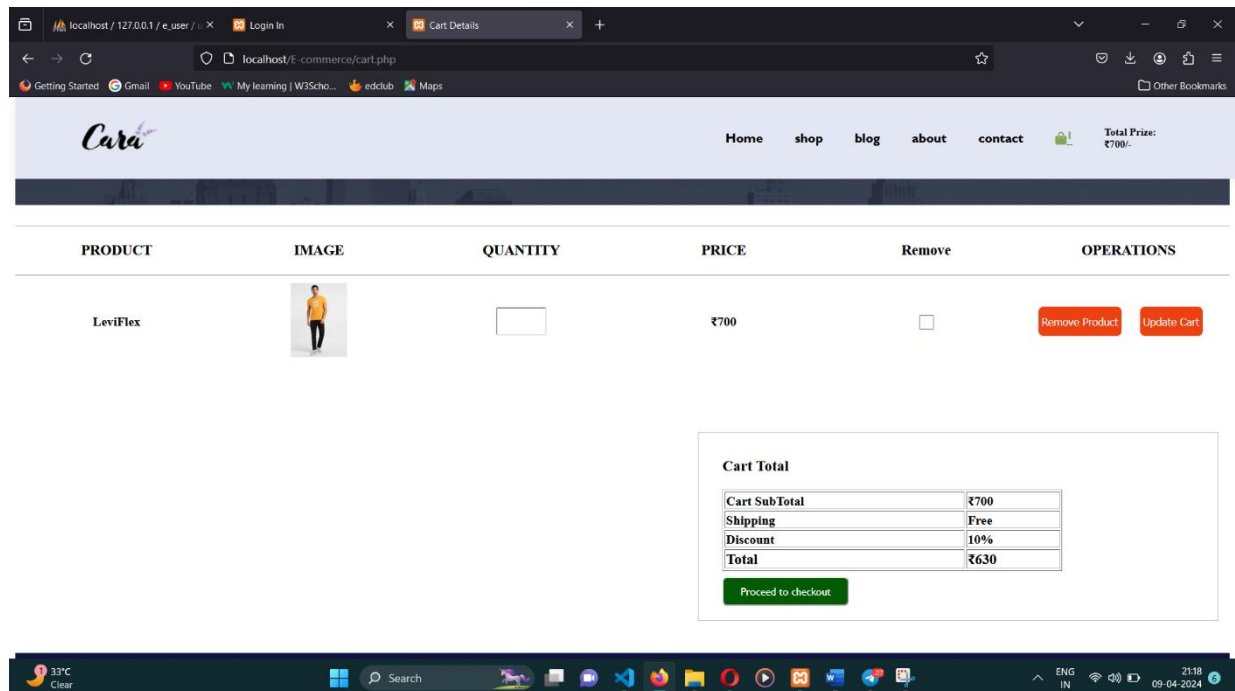 localhost / 127.0.0.1 / e_user / u
Login In
Cart Details
localhost/E-commerce/cart.php
Getting Started Gmail YouTube My learning | W3Scho... edclub Maps Other Bookmarks
Cara
Home shop blog about contact 1 Total Prize:
₹700/-
PRODUCT IMAGE QUANTITY PRICE Remove OPERATIONS
LeviFlex ₹700 Remove Product Update Cart
Cart Total
Cart SubTotal ₹700
Shipping Free
Discount 10%
Total ₹630
Proceed to checkout
1 33°C
Clear
Search
ENG
IN
21:18
09-04-2024
6